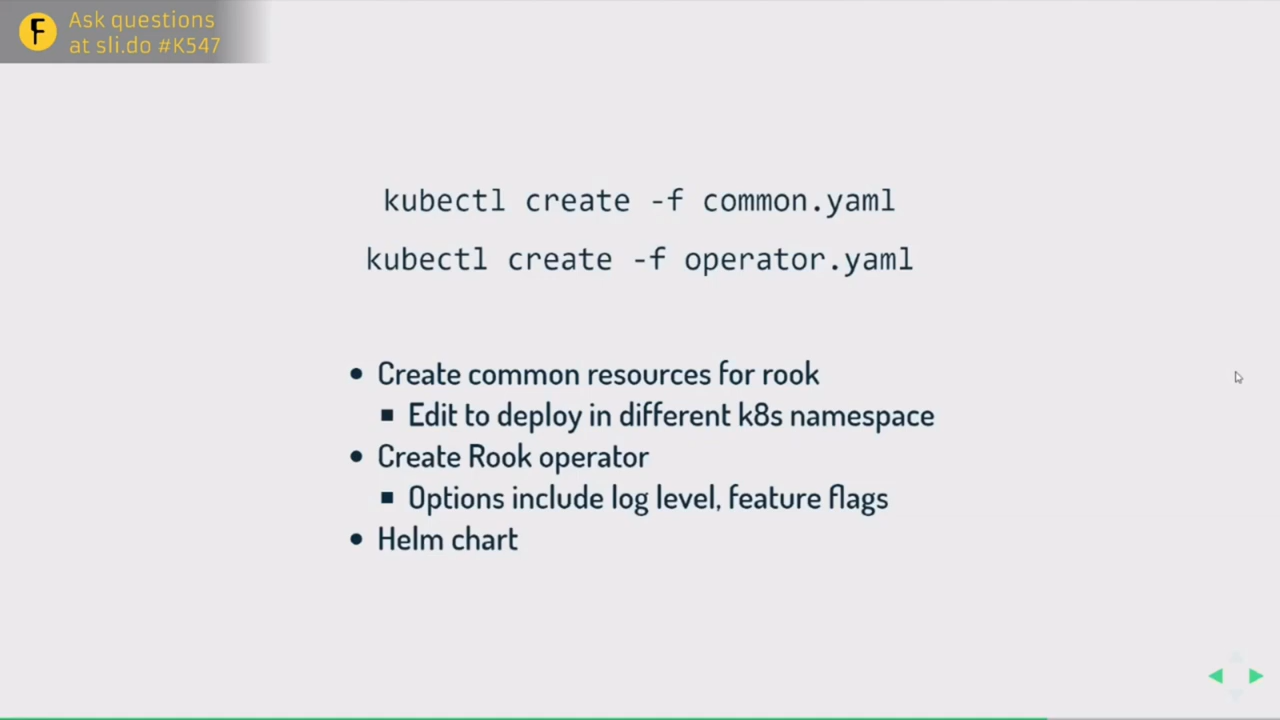 Ask questions
at sli.do #K547
kubectl create -f common.yaml
kubectl create -f operator.yaml
• Create common resources for rook
▪ Edit to deploy in different k8s namespace
• Create Rook operator
▪ Options include log level, feature flags
• Helm chart